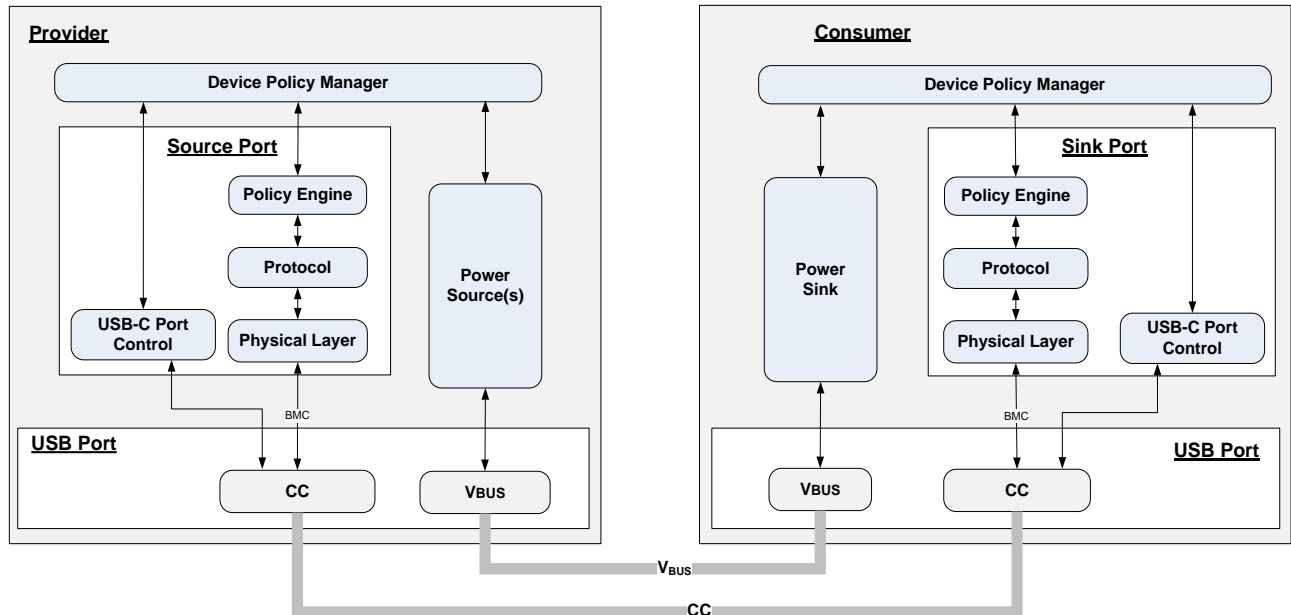 Provider
Device Policy Manager
Source Port
Policy Engine
Protocol
Physical Layer
USB-C Port
Control
Power
Source(s)
BMC
USB Port
CC
VBUS
Consumer
Device Policy Manager
Sink Port
Policy Engine
Protocol
Physical Layer
USB-C Port
Control
Power
Sink
BMC
USB Port
VBUS
CC
VBUS
CC